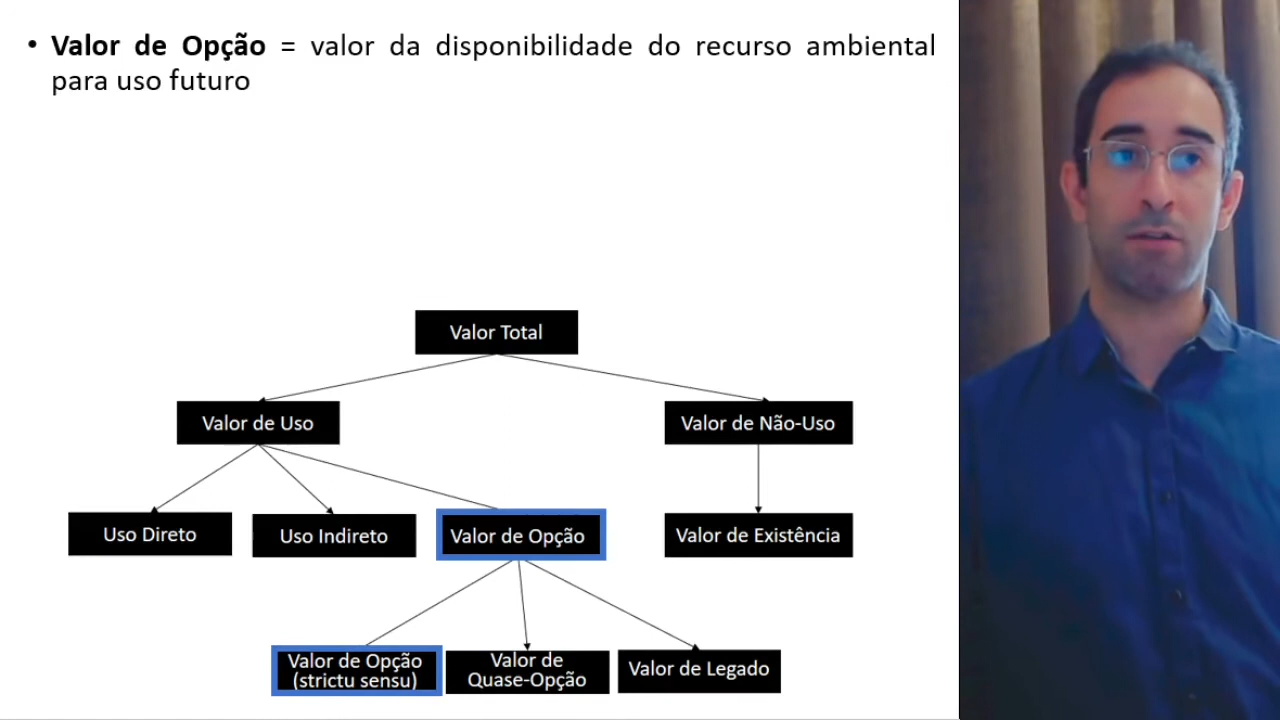 • Valor de Opção = valor da disponibilidade do recurso ambiental
para uso futuro
Valor Total
Valor de Uso
Valor de Não-Uso
Uso Direto
Uso Indireto
Valor de Opção
Valor de Existência
Valor de Opção
(strictu sensu)
Valor de
Quase-Opção
Valor de Legado